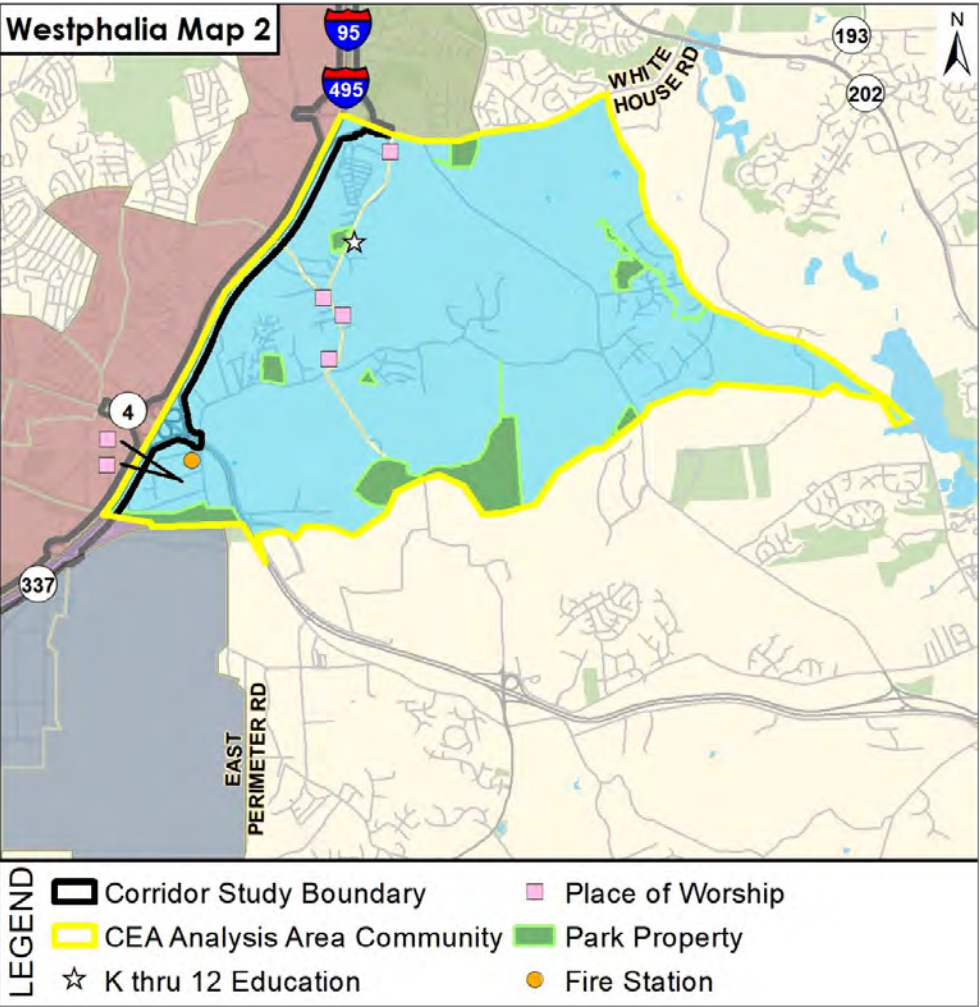 Westphalia Map 2
95
495
193
202
N
WHITE
HOUSE RD
4
337
EAST
PERIMETER RD
LEGEND
Corridor Study Boundary
Place of Worship
CEA Analysis Area Community
Park Property
K thru 12 Education
Fire Station